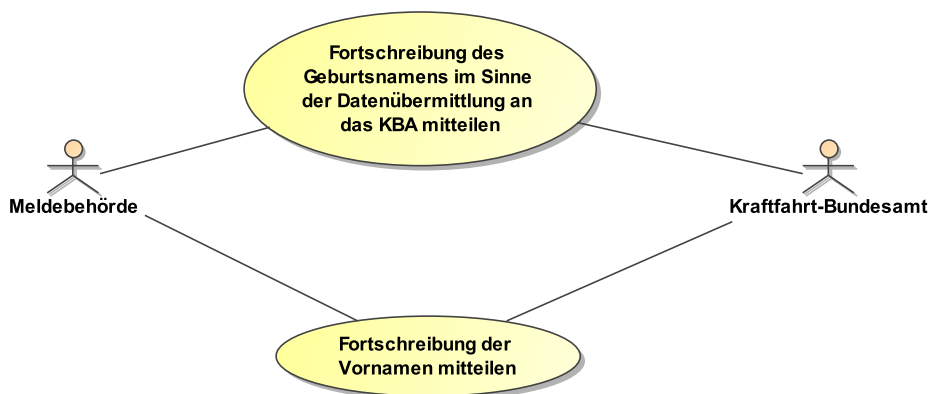 Fortschreibung des
Geburtsnamens im Sinne
der Datenübermittlung an
das KBA mitteilen
Meldebehörde
Kraftfahrt-Bundesamt
Fortschreibung der
Vornamen mitteilen